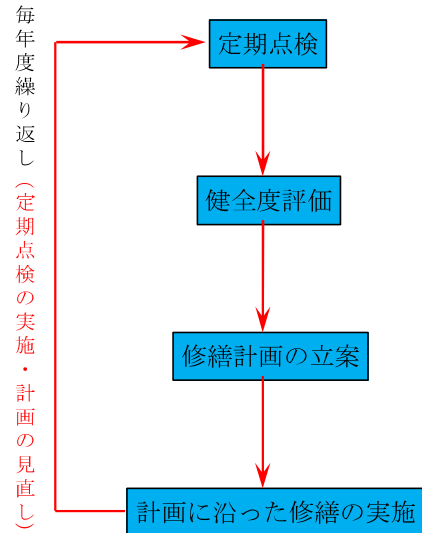 毎年度繰り返し（定期点検の実施・計画の見直し）
定期点検
健全度評価
修繕計画の立案
計画に沿った修繕の実施